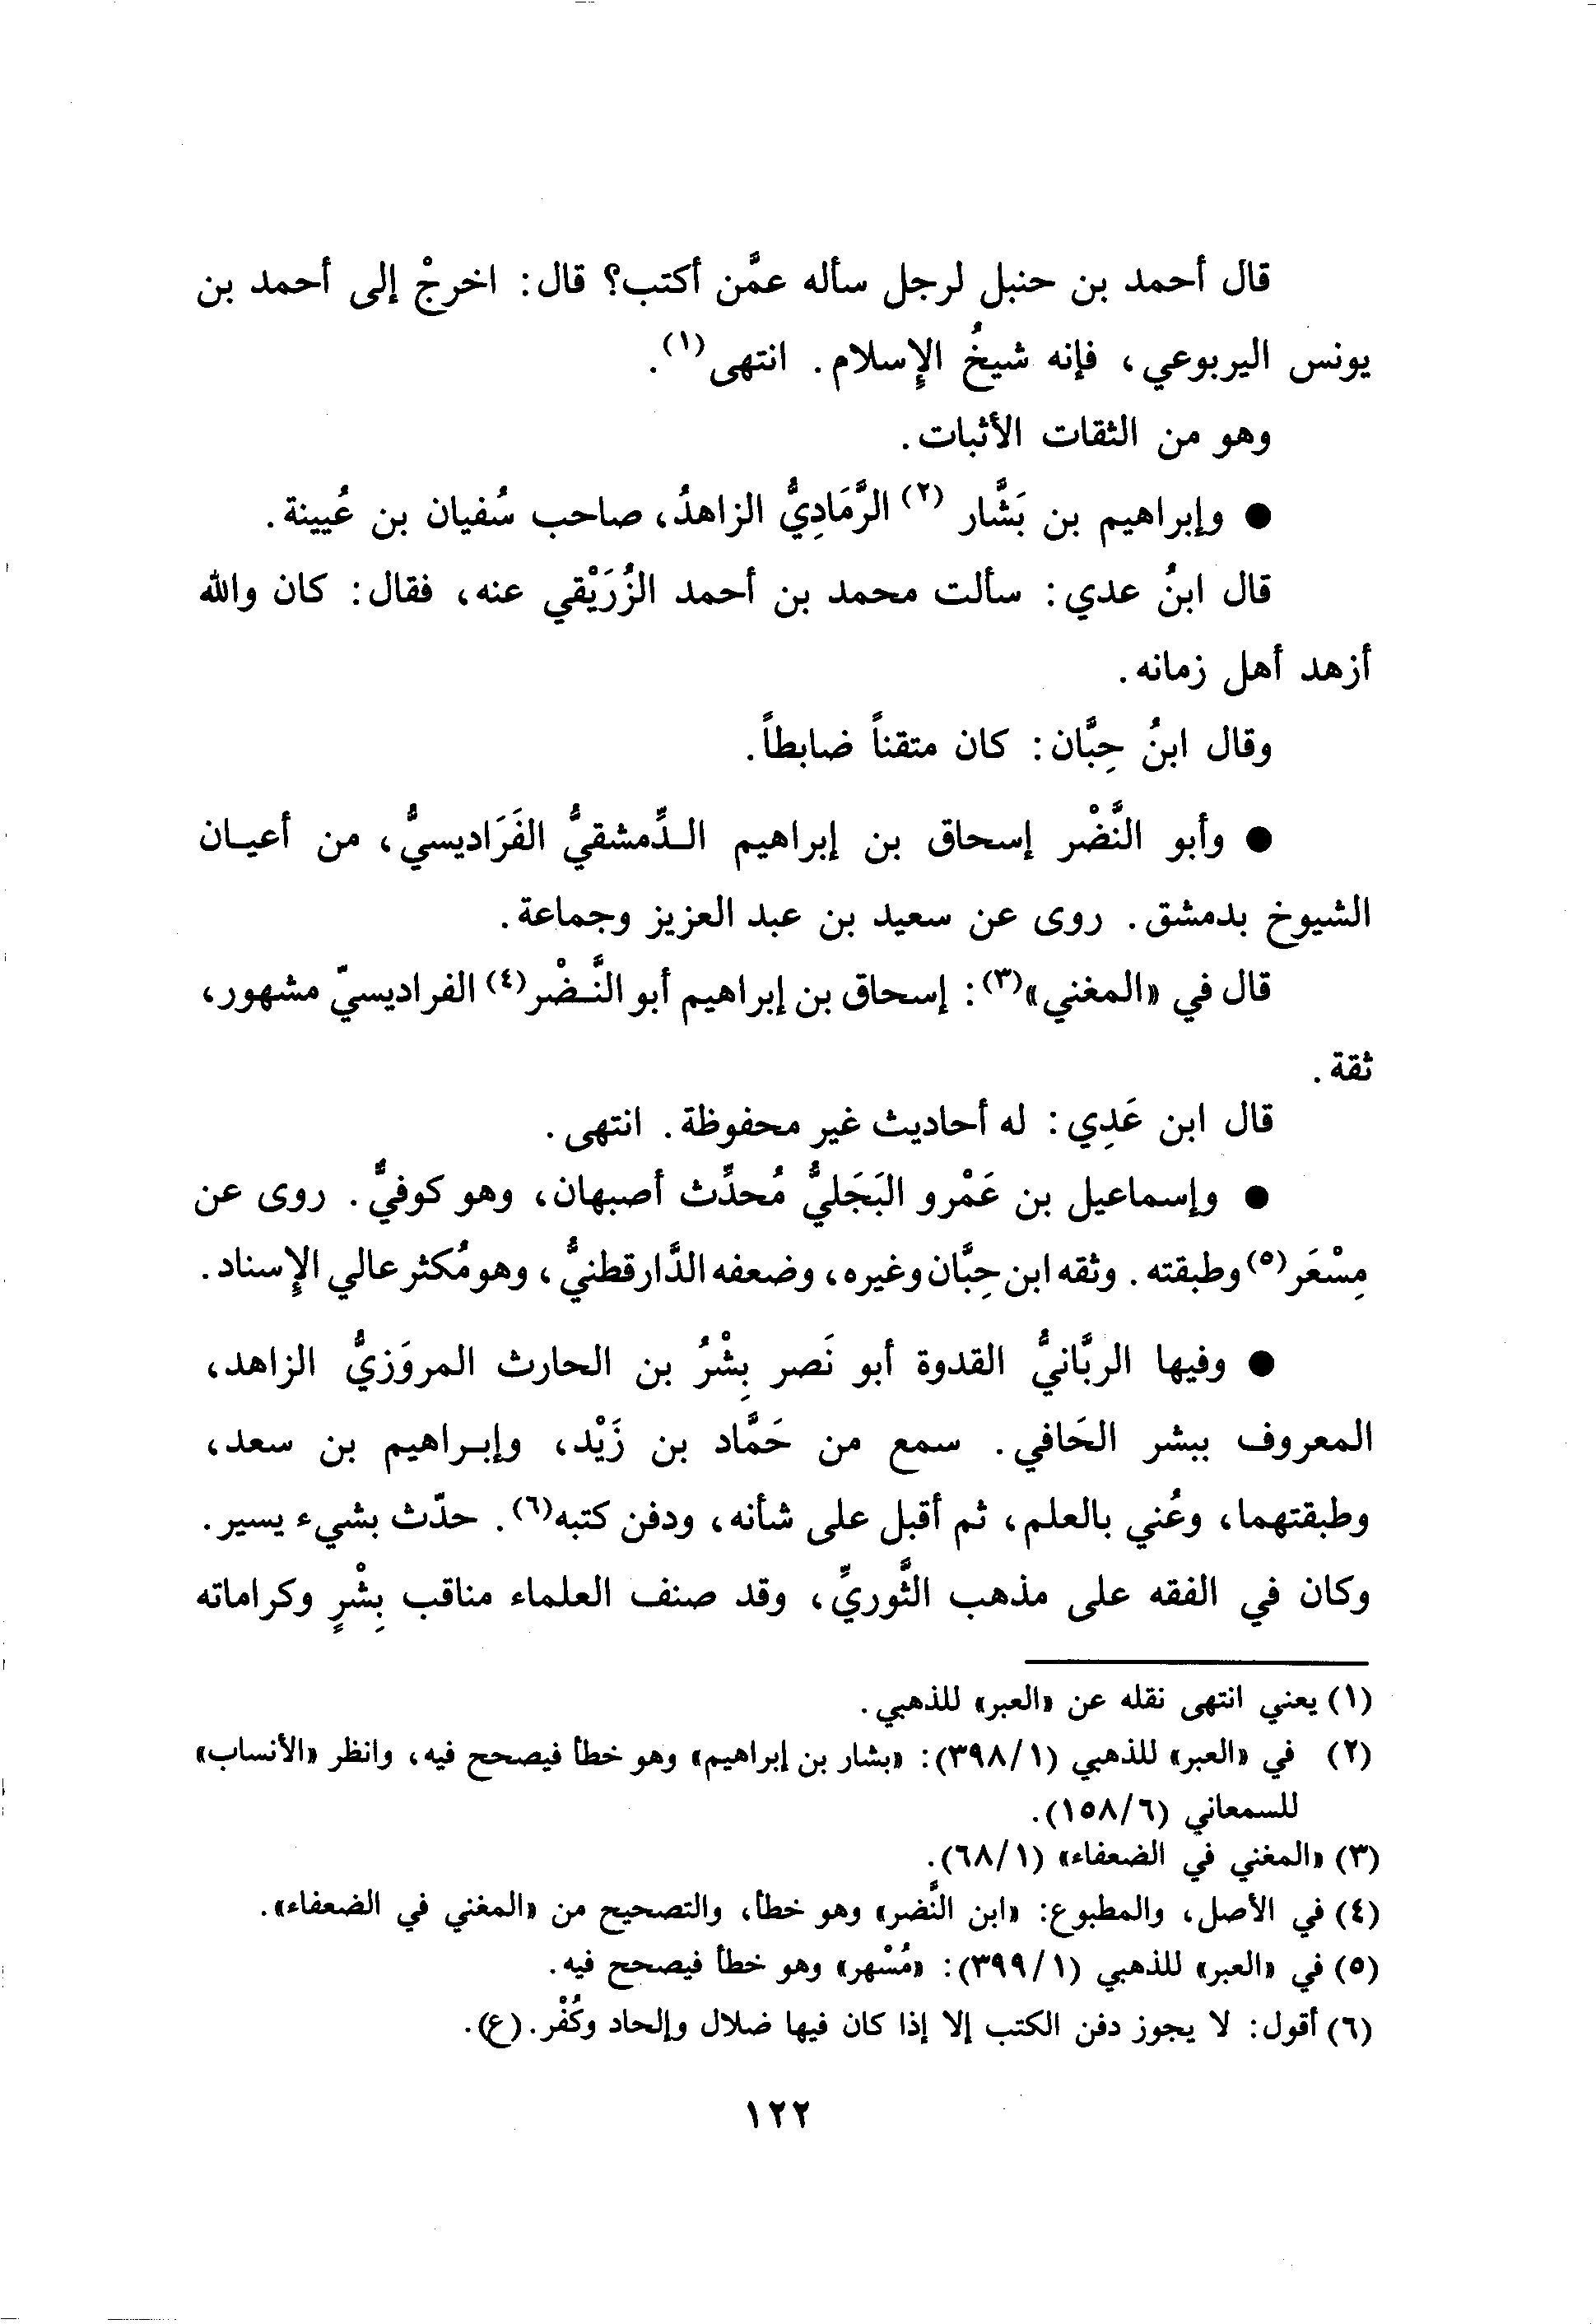 قال أحمد بن حنبل لرجل سأله عمَّن أكتب؟ قال: اخرجْ إلى أحمد بن
يونس اليربوعي، فإنه شيخُ الإسلام. انتهى(١).
وهو من الثقات الأثبات.
● وإبراهيم بن بَشَّار(٢) الرَّمَادِيُّ الزاهدُ، صاحب سُفيان بن عُيينة.
قال ابنُ عدي: سألت محمد بن أحمد الزُرَيْقي عنه، فقال: كان والله
أزهد أهل زمانه.
وقال ابنُ حِبَّان: كان متقناً ضابطاً.
● وأبو النَّضْر إسحاق بن إبراهيم الـدِّمشقيُّ الفَرَاديسيُّ، من أعيـان
الشيوخ بدمشق. روى عن سعيد بن عبد العزيز وجماعة.
قال في «المغني»(٣): إسحاق بن إبراهيم أبو النَّـضْر(٤) الفراديسيّ مشهور،
ثقة.
قال ابن عَدِي: له أحاديث غير محفوظة. انتهى.
● وإسماعيل بن عَمْرو البَجَليُّ مُحدِّث أصبهان، وهو كوفيٌّ. روى عن
مِسْعَر(٥) وطبقته. وثقه ابن حِبَّان وغيره، وضعفه الدَّارقطنيُّ، وهو مُكثر عالي الإِسناد.
● وفيها الربَّانيُّ القدوة أبو نَصر بِشْرُ بن الحارث المروَزيُّ الزاهد،
المعروف ببشر الحَافي. سمع من حَمَّاد بن زَيْد، وإبـراهيم بن سعد،
وطبقتهما، وعُني بالعلم، ثم أقبل على شأنه، ودفن كتبه(٦). حدّث بشيء يسير.
وكان في الفقه على مذهب الثَّوريِّ، وقد صنف العلماء مناقب بِشْرٍ وكراماته
(١) يعني انتهى نقله عن «العبر» للذهبي.
(٢) في «العبر» للذهبي (١/ ٣٩٨): «بشار بن إبراهيم» وهو خطأ فيصحح فيه، وانظر «الأنساب»
للسمعاني (٦/ ١٥٨).
(٣) «المغني في الضعفاء» (١/ ٦٨).
(٤) في الأصل، والمطبوع: «ابن النَّضر» وهو خطأ، والتصحيح من «المغني في الضعفاء».
(٥) في «العبر» للذهبي (١/ ٣٩٩): «مُسْهر» وهو خطأ فيصحح فيه.
(٦) أقول: لا يجوز دفن الكتب إلا إذا كان فيها ضلال وإلحاد وكُفْر. (ع).
١٢٢